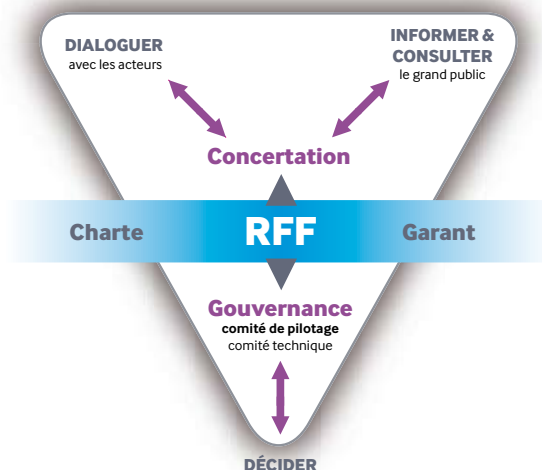 DIALOGUER
avec les acteurs
INFORMER &
CONSULTER
le grand public
Concertation
Charte
RFF
Garant
Gouvernance
comité de pilotage
comité technique
DÉCIDER